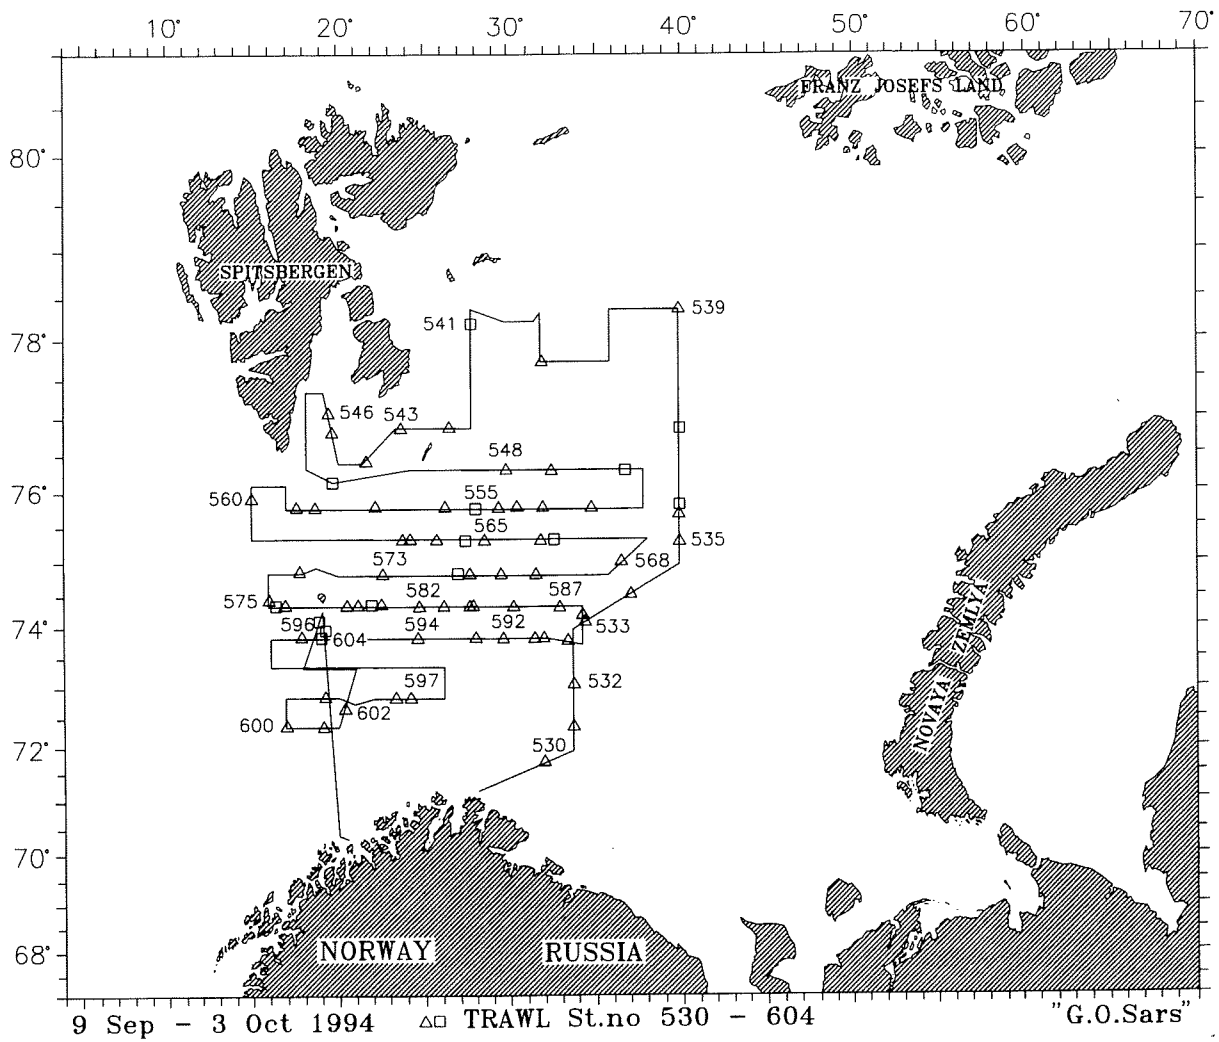 10° 20° 30° 40° 50° 60° 70°
FRANZ JOSEFS LAND
80°
SPITSBERGEN
539
541
78°
546 543
548
560 555 76°
565 535
573 568
575 582 587
596 533
604 594 592 74°
ZEMLYA
NOVAYA
597 532
602
600
530 72°
70°
NORWAY RUSSIA
68°
9 Sep - 3 Oct 1994 △□ TRAWL St.no 530 - 604 "G.O.Sars"